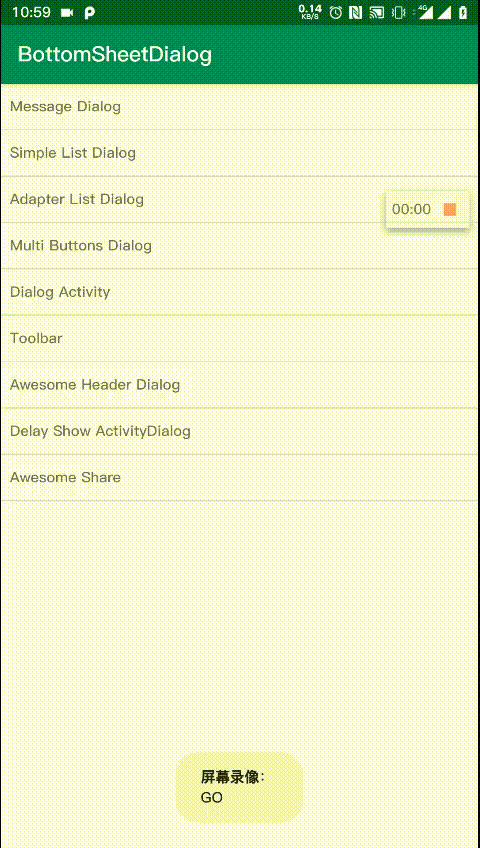 10:59
0.14
KB/S
4G
BottomSheetDialog
Message Dialog
Simple List Dialog
Adapter List Dialog
00:00
Multi Buttons Dialog
Dialog Activity
Toolbar
Awesome Header Dialog
Delay Show ActivityDialog
Awesome Share
屏幕录像：
GO